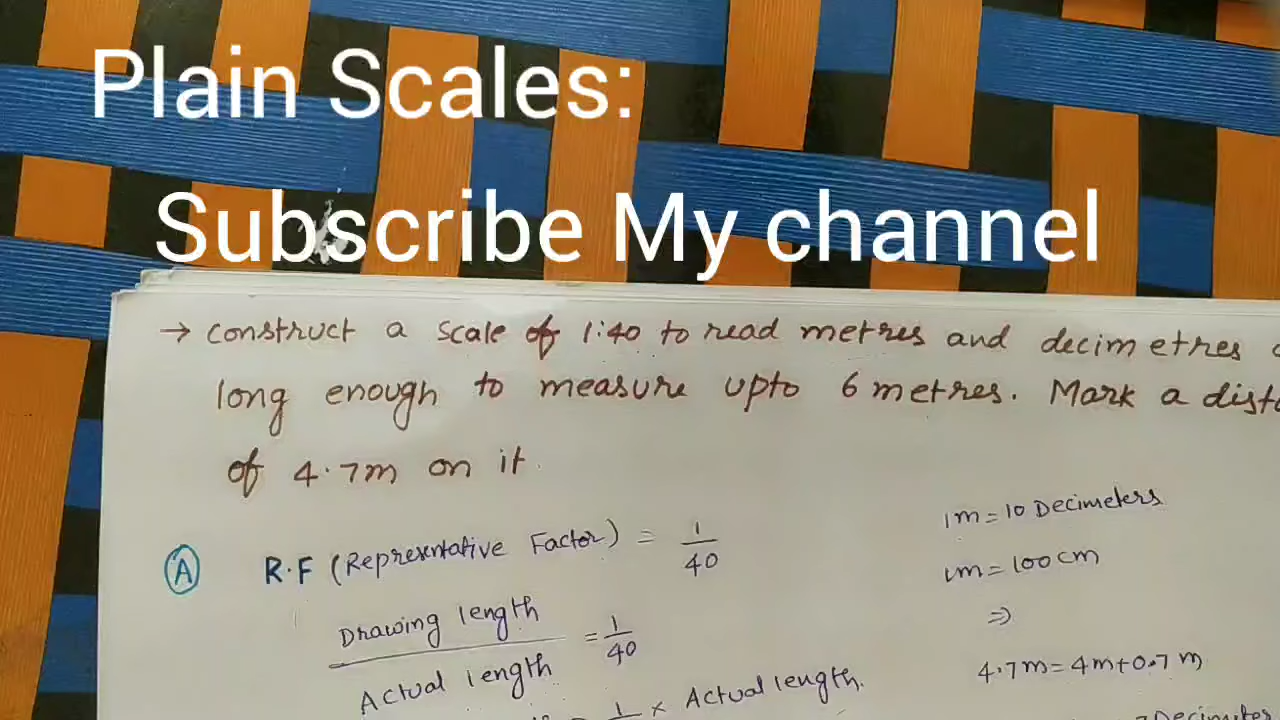 Plain Scales:
Subscribe My channel
→ construct a scale of 1:40 to read metres and decimetres
long enough to measure upto 6 metres. Mark a
of 4.7m on it.
A R.F (Representative Factor) = 1/40
Drawing length / Actual length = 1/40
= 1/ × Actual length.
1m = 10 Decimeters
1m = 100 cm
⇒
4.7m = 4m+0.7m
Decimeter